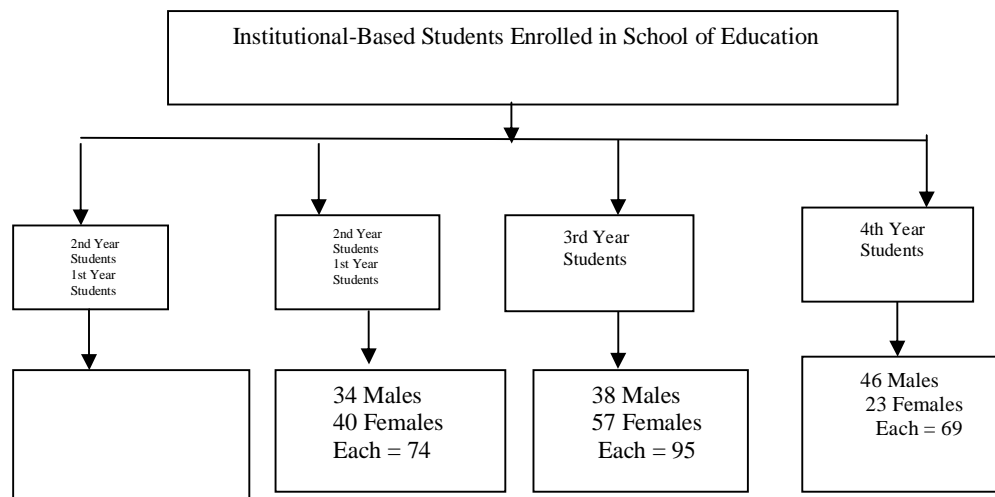 Institutional-Based Students Enrolled in School of Education
2nd Year
Students
1st Year
Students
2nd Year
Students
1st Year
Students
3rd Year
Students
4th Year
Students
34 Males
40 Females
Each = 74
38 Males
57 Females
Each = 95
46 Males
23 Females
Each = 69